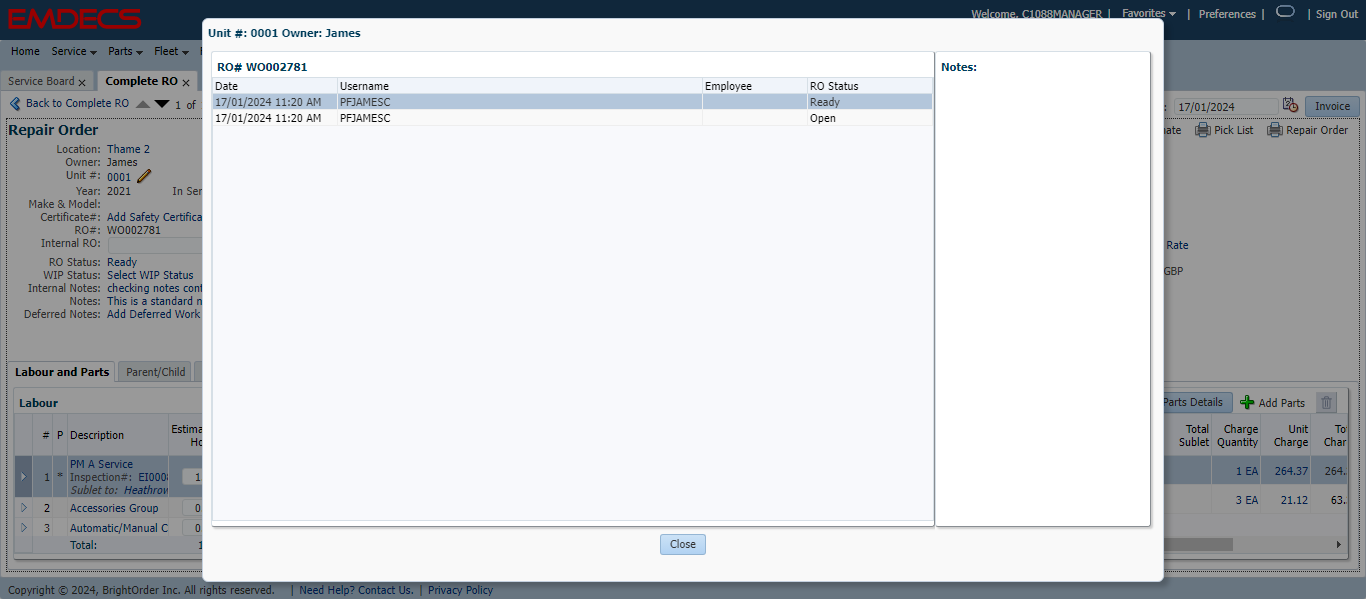 EMDECS
Welcome, C1088MANAGER | Favorites | Preferences | | Sign Out
Home Service Parts Fleet
Service Board x Complete RO x
Back to Complete RO 1 of
17/01/2024 Invoice
Pick List Repair Order
Repair Order
Location: Thame 2
Owner: James
Unit #: 0001
Year: 2021 In Ser
Make & Model:
Certificate#: Add Safety Certifica
RO#: WO002781
Internal RO:
Rate
RO Status: Ready
GBP
WIP Status: Select WIP Status
Internal Notes: checking notes cont
Notes: This is a standard n
Deferred Notes: Add Deferred Work
Unit #: 0001 Owner: James
RO# WO002781
Date Username Employee RO Status
17/01/2024 11:20 AM PFJAMESC Ready
17/01/2024 11:20 AM PFJAMESC Open
Notes:
Close
Labour and Parts Parent/Child
Labour
Parts Details Add Parts
# P Description Estima
Ho
Total Sublet Charge Quantity Unit Charge Tot
Char
1 * PM A Service
Inspection#: EI000
Sublet to: Heathrow
1
1 EA 264.37 264.
2 Accessories Group 0
3 EA 21.12 63.
3 Automatic/Manual C 0
Total: 1
Copyright © 2024, BrightOrder Inc. All rights reserved. | Need Help? Contact Us. | Privacy Policy